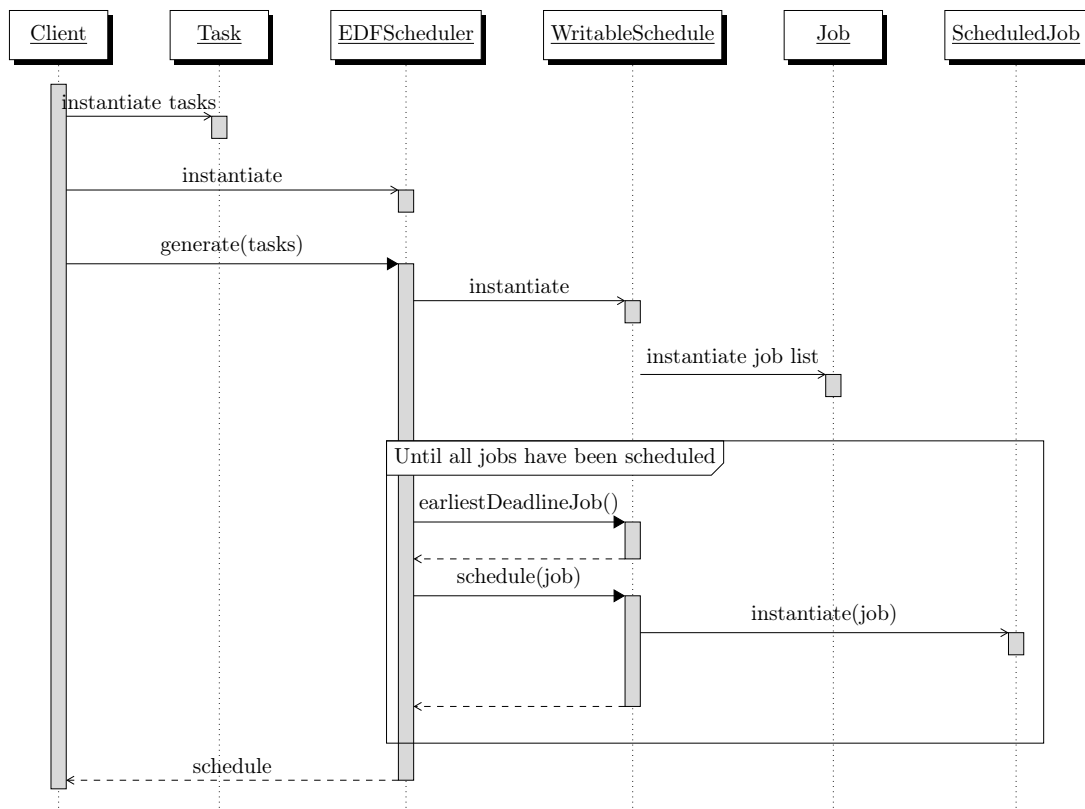 Client
Task
EDFScheduler
WritableSchedule
Job
ScheduledJob
instantiate tasks
instantiate
generate(tasks)
instantiate
instantiate job list
Until all jobs have been scheduled
earliestDeadlineJob()
schedule(job)
instantiate(job)
schedule